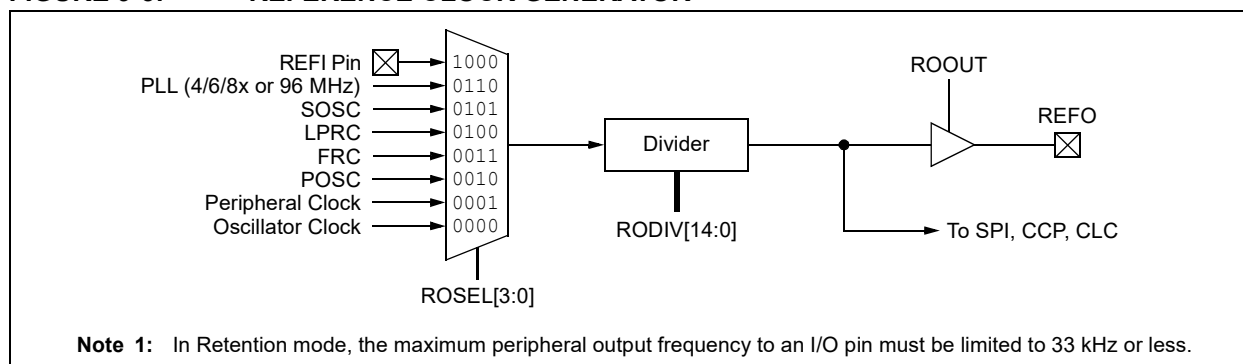 FIGURE REFERENCE CLOCK GENERATOR
REFI Pin
1000
PLL (4/6/8x or 96 MHz)
0110
SOSC
0101
LPRC
0100
FRC
0011
POSC
0010
Peripheral Clock
0001
Oscillator Clock
0000
ROSEL[3:0]
Divider
RODIV[14:0]
ROOUT
REFO
To SPI, CCP, CLC
Note 1: In Retention mode, the maximum peripheral output frequency to an I/O pin must be limited to 33 kHz or less.